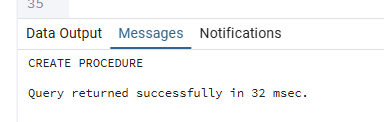 35
Data Output Messages Notifications
CREATE PROCEDURE
Query returned successfully in 32 msec.